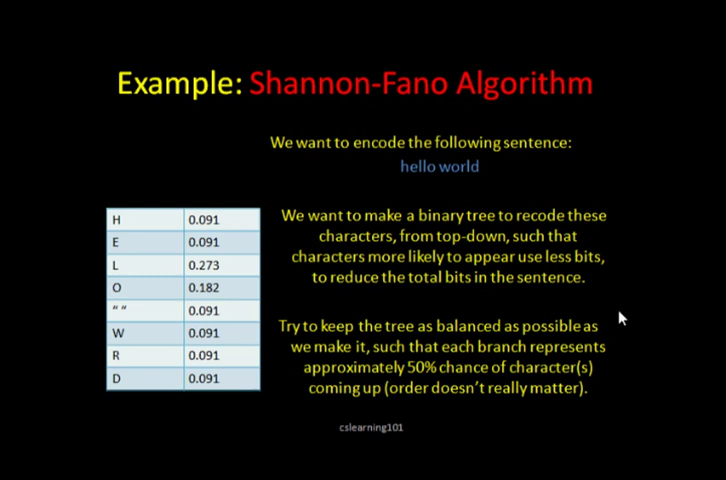 Example: Shannon-Fano Algorithm
We want to encode the following sentence:
hello world
H 0.091
E 0.091
L 0.273
O 0.182
“ “ 0.091
W 0.091
R 0.091
D 0.091
We want to make a binary tree to recode these
characters, from top-down, such that
characters more likely to appear use less bits,
to reduce the total bits in the sentence.
Try to keep the tree as balanced as possible as
we make it, such that each branch represents
approximately 50% chance of character(s)
coming up (order doesn’t really matter).
cslearning101